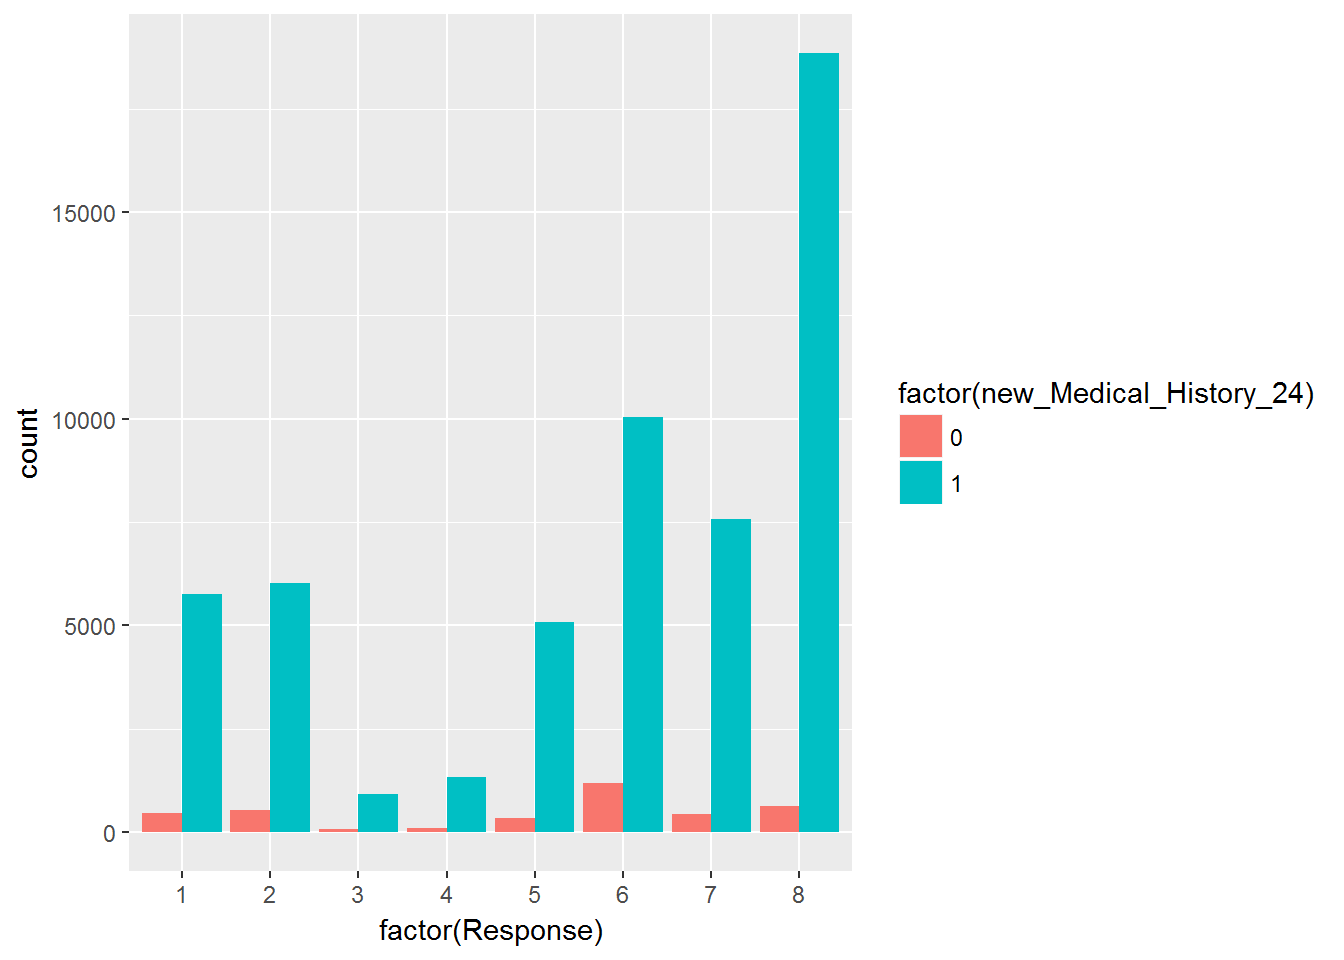 count
15000
10000
5000
0
1 2 3 4 5 6 7 8
factor(Response)
factor(new_Medical_History_24)
0
1